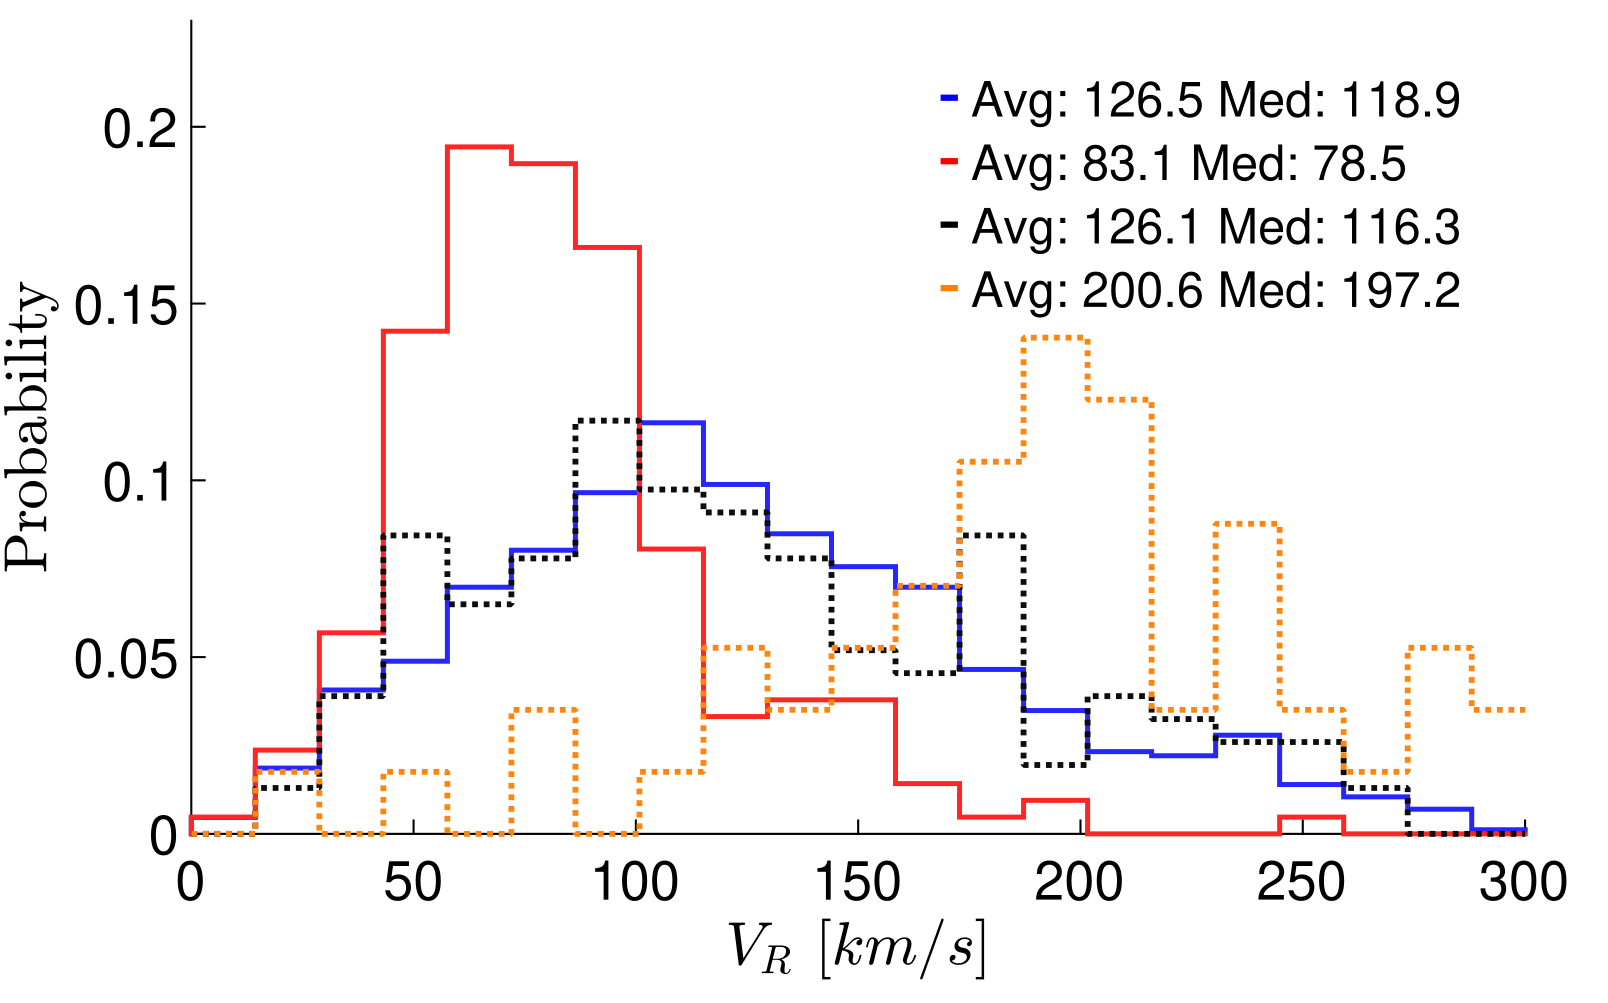 Avg: 126.5 Med: 118.9
Avg: 83.1 Med: 78.5
Avg: 126.1 Med: 116.3
Avg: 200.6 Med: 197.2
Probability
0.2
0.15
0.1
0.05
0
0 50 100 150 200 250 300
V_R [km/s]